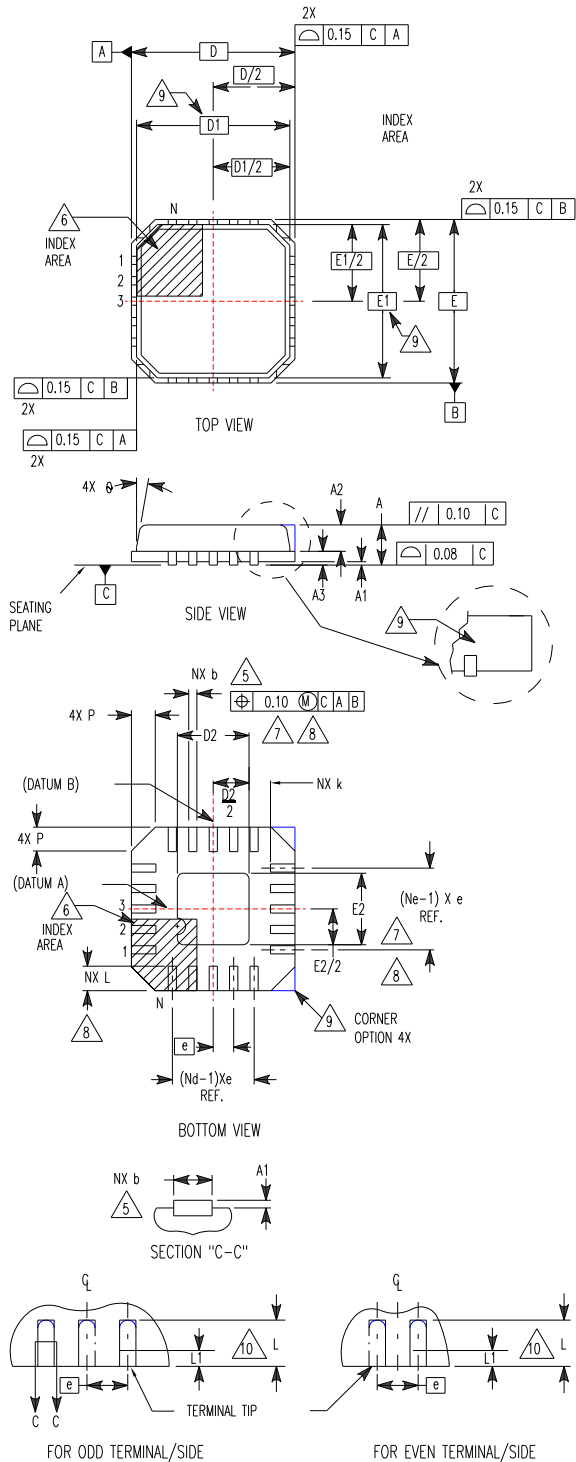 2X
0.15 C A
A
D
D/2
9
D1
INDEX
AREA
D1/2
2X
0.15 C B
N
6
INDEX
AREA
1
2
3
E1/2
E/2
E1
E
9
0.15 C B
2X
B
0.15 C A
2X
TOP VIEW
4X θ
A2
A
// 0.10 C
0.08 C
A3
A1
C
SEATING
PLANE
SIDE VIEW
9
NX b
5
4X P
0.10 M C A B
D2
7
8
(DATUM B)
D2
2
NX k
4X P
(DATUM A)
3
6
INDEX
AREA
2
1
E2
E2/2
(Ne-1) X e
REF.
7
8
NX L
8
N
9
CORNER
OPTION 4X
e
(Nd-1)Xe
REF.
BOTTOM VIEW
NX b
A1
5
SECTION "C-C"
CL
CL
L1
10
L
L1
10
L
e
e
C C
TERMINAL TIP
FOR ODD TERMINAL/SIDE
FOR EVEN TERMINAL/SIDE